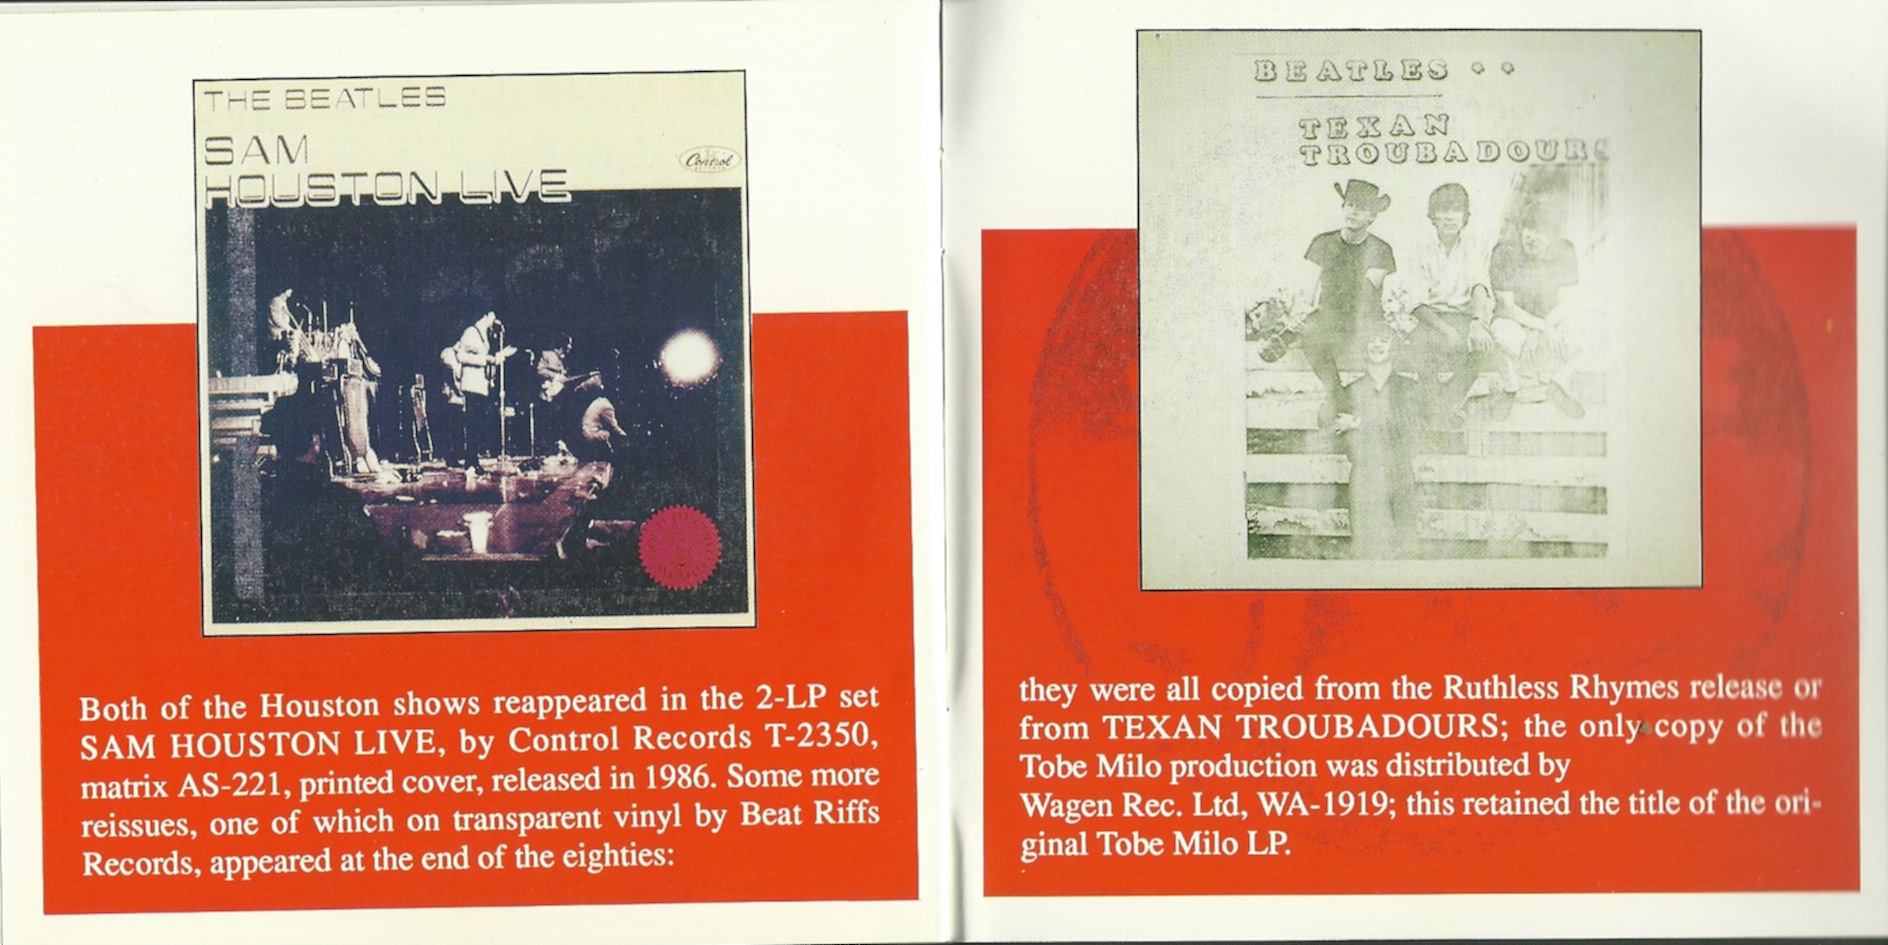 THE BEATLES
SAM
HOUSTON LIVE
Control
Both of the Houston shows reappeared in the 2-LP set
SAM HOUSTON LIVE, by Control Records T-2350,
matrix AS-221, printed cover, released in 1986. Some more
reissues, one of which on transparent vinyl by Beat Riffs
Records, appeared at the end of the eighties:
BEATLES
TEXAN
TROUBADOURS
they were all copied from the Ruthless Rhymes release or
from TEXAN TROUBADOURS; the only copy of the
Tobe Milo production was distributed by
Wagen Rec. Ltd, WA-1919; this retained the title of the ori-
ginal Tobe Milo LP.